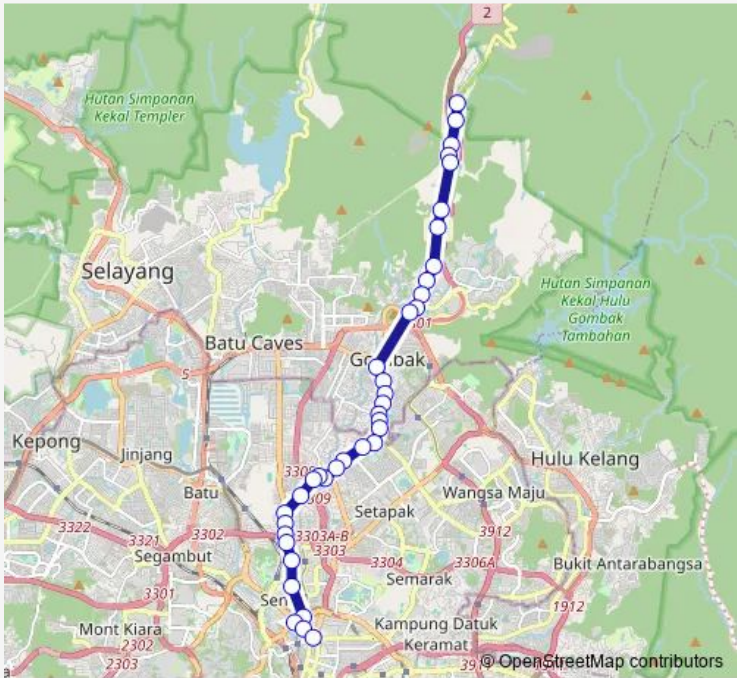 2
Hutan Simpanan
Kekal Templer
Selayang
Hutan Simpanan
Kekal Hulu
Gombak
Tambahan
Batu Caves
Gombak
5
Kepong
Jinjang
Hulu Kelang
Batu
Wangsa Maju
Setapak
3322
3321
3302
3303A-B
3303
3912
Segambut
3304
3306A
Semarak
Bukit Antarabangsa
3301
Sen
1912
Mont Kiara
Kampung Datuk
Keramat
2302
2303
© OpenStreetMap contributors